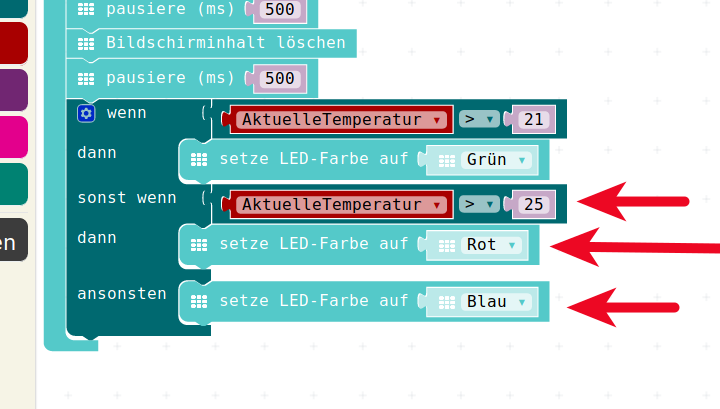 pausiere (ms) 500
Bildschirminhalt löschen
pausiere (ms) 500
wenn AktuelleTemperatur > 21
dann setze LED-Farbe auf Grün
sonst wenn AktuelleTemperatur > 25
dann setze LED-Farbe auf Rot
en
ansonsten setze LED-Farbe auf Blau